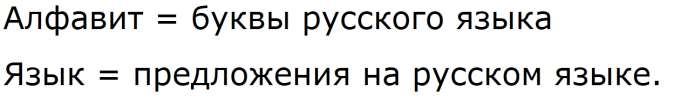 Алфавит = буквы русского языка
Язык = предложения на русском языке.